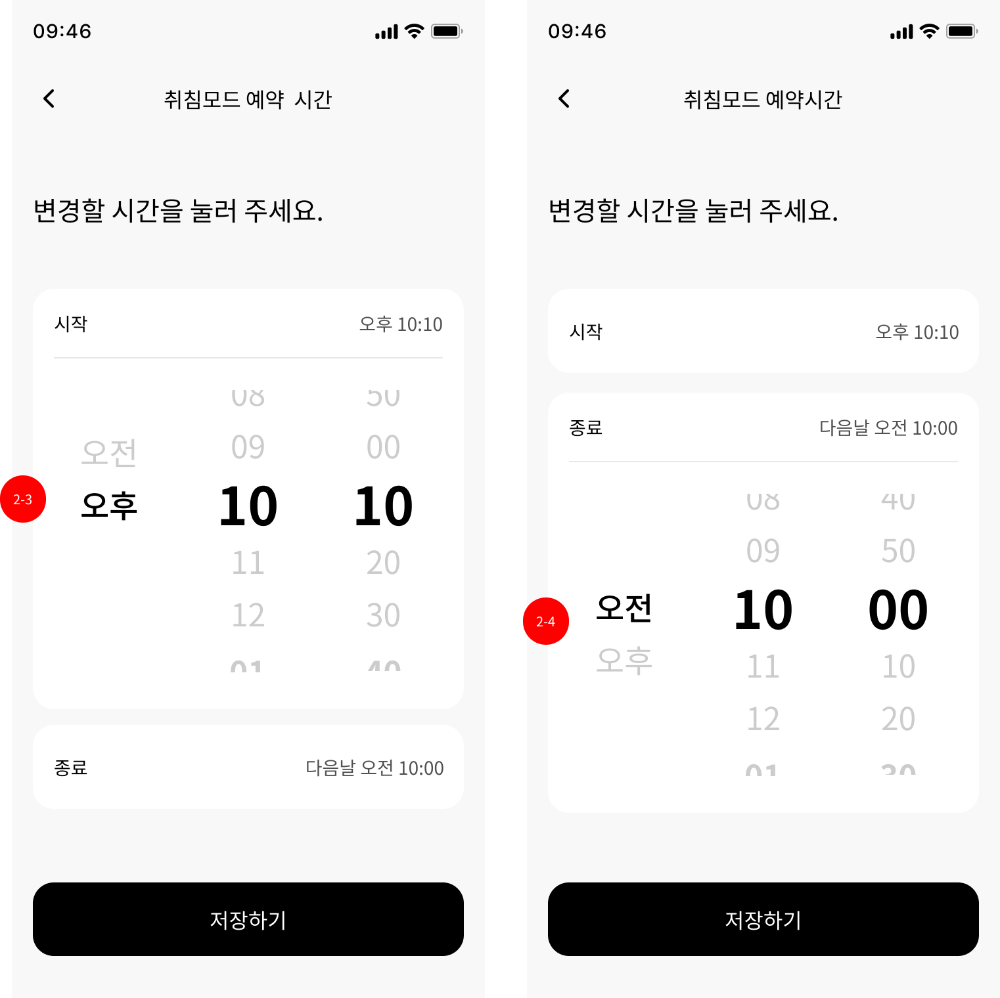 09:46
취침모드 예약  시간
변경할 시간을 눌러 주세요.
시작 오후 10:10
08 50
09 00
오전
2-3
오후 10 10
11 20
12 30
01 40
종료 다음날 오전 10:00
저장하기
09:46
취침모드 예약시간
변경할 시간을 눌러 주세요.
시작 오후 10:10
종료 다음날 오전 10:00
08 40
09 50
2-4
오전 10 00
오후 11 10
12 20
01 30
저장하기